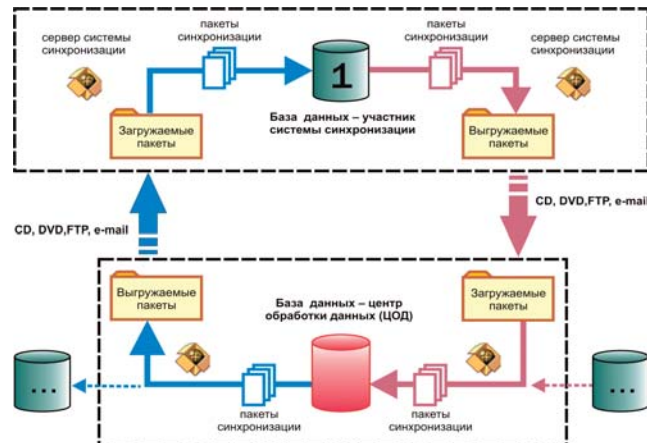 пакеты
синхронизации
пакеты
синхронизации
сервер системы
синхронизации
сервер системы
синхронизации
1
База данных – участник
системы синхронизации
Загружаемые
пакеты
Выгружаемые
пакеты
CD, DVD,FTP, e-mail
CD, DVD,FTP, e-mail
Выгружаемые
пакеты
База данных – центр
обработки данных (ЦОД)
Загружаемые
пакеты
...
...
пакеты
синхронизации
пакеты
синхронизации